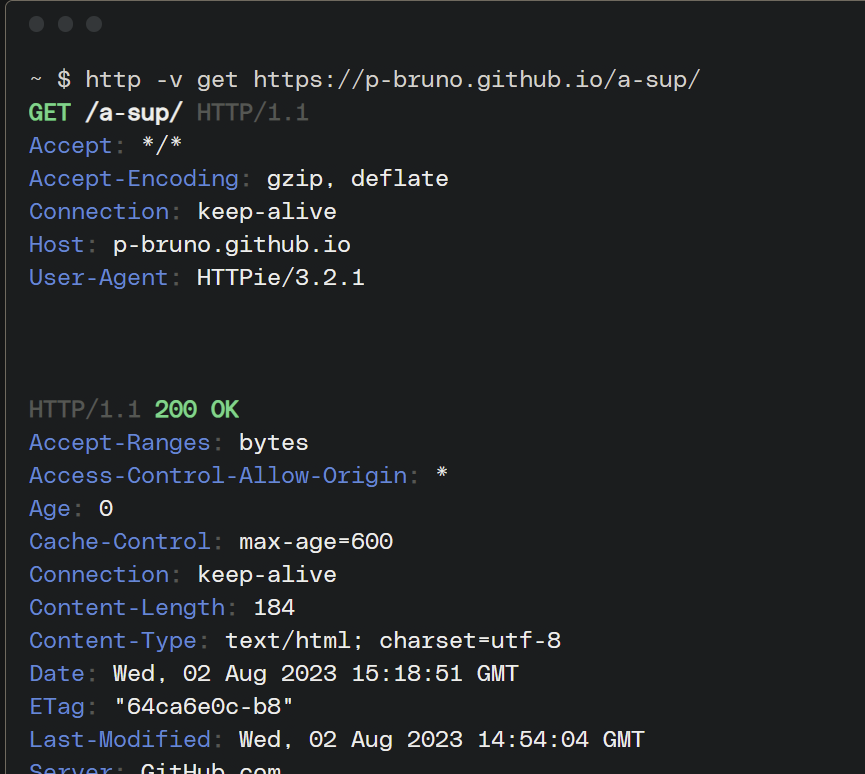 ~ $ http -v get https://p-bruno.github.io/a-sup/
GET /a-sup/ HTTP/1.1
Accept: */*
Accept-Encoding: gzip, deflate
Connection: keep-alive
Host: p-bruno.github.io
User-Agent: HTTPie/3.2.1
HTTP/1.1 200 OK
Accept-Ranges: bytes
Access-Control-Allow-Origin: *
Age: 0
Cache-Control: max-age=600
Connection: keep-alive
Content-Length: 184
Content-Type: text/html; charset=utf-8
Date: Wed, 02 Aug 2023 15:18:51 GMT
ETag: "64ca6e0c-b8"
Last-Modified: Wed, 02 Aug 2023 14:54:04 GMT
Server: GitHub.com